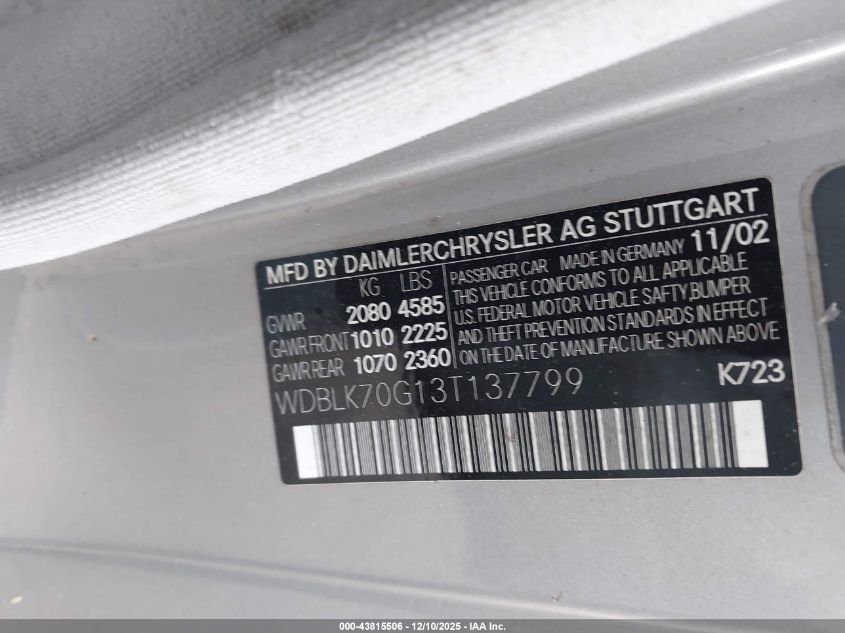 MFD BY DAIMLERCHRYSLER AG STUTTGART
KG LBS
GVWR 2080 4585
GAWR FRONT 1010 2225
GAWR REAR 1070 2360
PASSENGER CAR MADE IN GERMANY 11/02
THIS VEHICLE CONFORMS TO ALL APPLICABLE
U.S. FEDERAL MOTOR VEHICLE SAFTY,BUMPER
AND THEFT PREVENTION STANDARDS IN EFFECT
ON THE DATE OF MANUFACTURE SHOWN ABOVE
WDBLK70G13T137799
K723
000-43815506 - 12/10/2025 - IAA Inc.